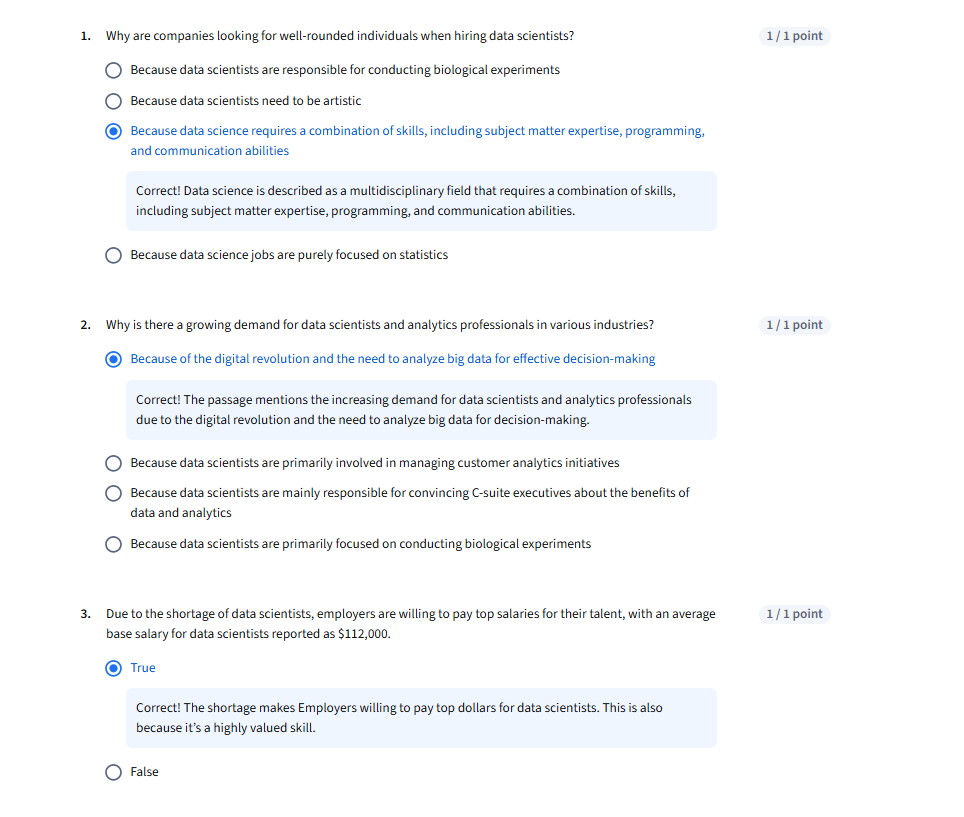 1. Why are companies looking for well-rounded individuals when hiring data scientists? 1 / 1 point
Because data scientists are responsible for conducting biological experiments
Because data scientists need to be artistic
Because data science requires a combination of skills, including subject matter expertise, programming,
and communication abilities
Correct! Data science is described as a multidisciplinary field that requires a combination of skills,
including subject matter expertise, programming, and communication abilities.
Because data science jobs are purely focused on statistics
2. Why is there a growing demand for data scientists and analytics professionals in various industries? 1 / 1 point
Because of the digital revolution and the need to analyze big data for effective decision-making
Correct! The passage mentions the increasing demand for data scientists and analytics professionals
due to the digital revolution and the need to analyze big data for decision-making.
Because data scientists are primarily involved in managing customer analytics initiatives
Because data scientists are mainly responsible for convincing C-suite executives about the benefits of
data and analytics
Because data scientists are primarily focused on conducting biological experiments
3. Due to the shortage of data scientists, employers are willing to pay top salaries for their talent, with an average 1 / 1 point
base salary for data scientists reported as $112,000.
True
Correct! The shortage makes Employers willing to pay top dollars for data scientists. This is also
because it's a highly valued skill.
False